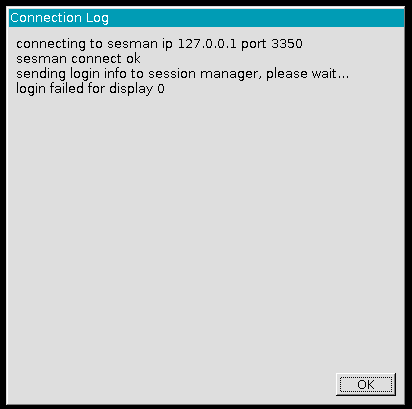 Connection Log
connecting to sesman ip 127.0.0.1 port 3350
sesman connect ok
sending login info to session manager, please wait...
login failed for display 0
OK